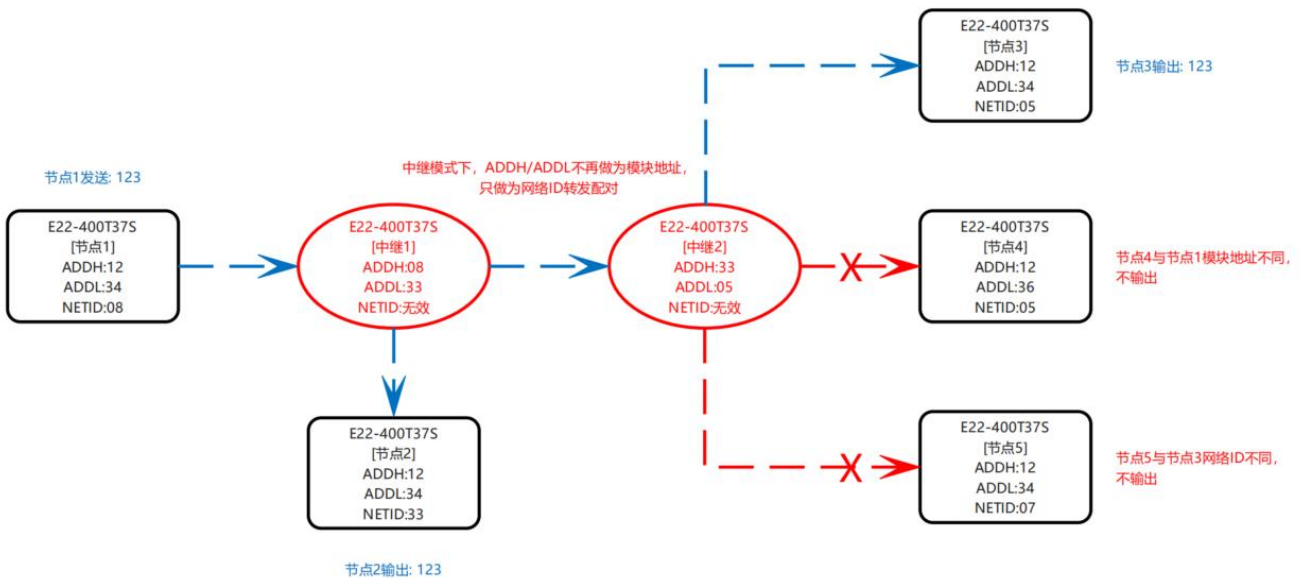 E22-400T37S
[节点3]
ADDH:12
ADDL:34
NETID:05
节点3输出: 123
中继模式下，ADDH/ADDL不再做为模块地址，
只做为网络ID转发配对
节点1发送: 123
E22-400T37S
[节点1]
ADDH:12
ADDL:34
NETID:08
E22-400T37S
[中继1]
ADDH:08
ADDL:33
NETID:无效
E22-400T37S
[中继2]
ADDH:33
ADDL:05
NETID:无效
X
E22-400T37S
[节点4]
ADDH:12
ADDL:36
NETID:05
节点4与节点1模块地址不同，
不输出
E22-400T37S
[节点2]
ADDH:12
ADDL:34
NETID:33
节点2输出: 123
X
E22-400T37S
[节点5]
ADDH:12
ADDL:34
NETID:07
节点5与节点3网络ID不同，
不输出